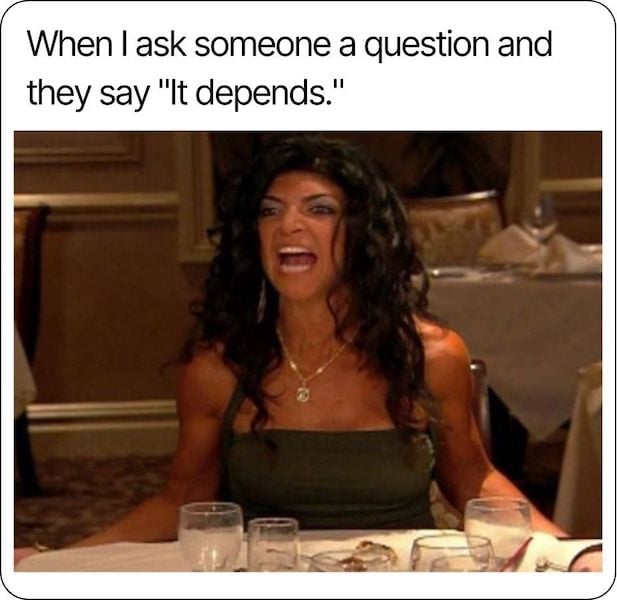 When I ask someone a question and
they say "It depends."